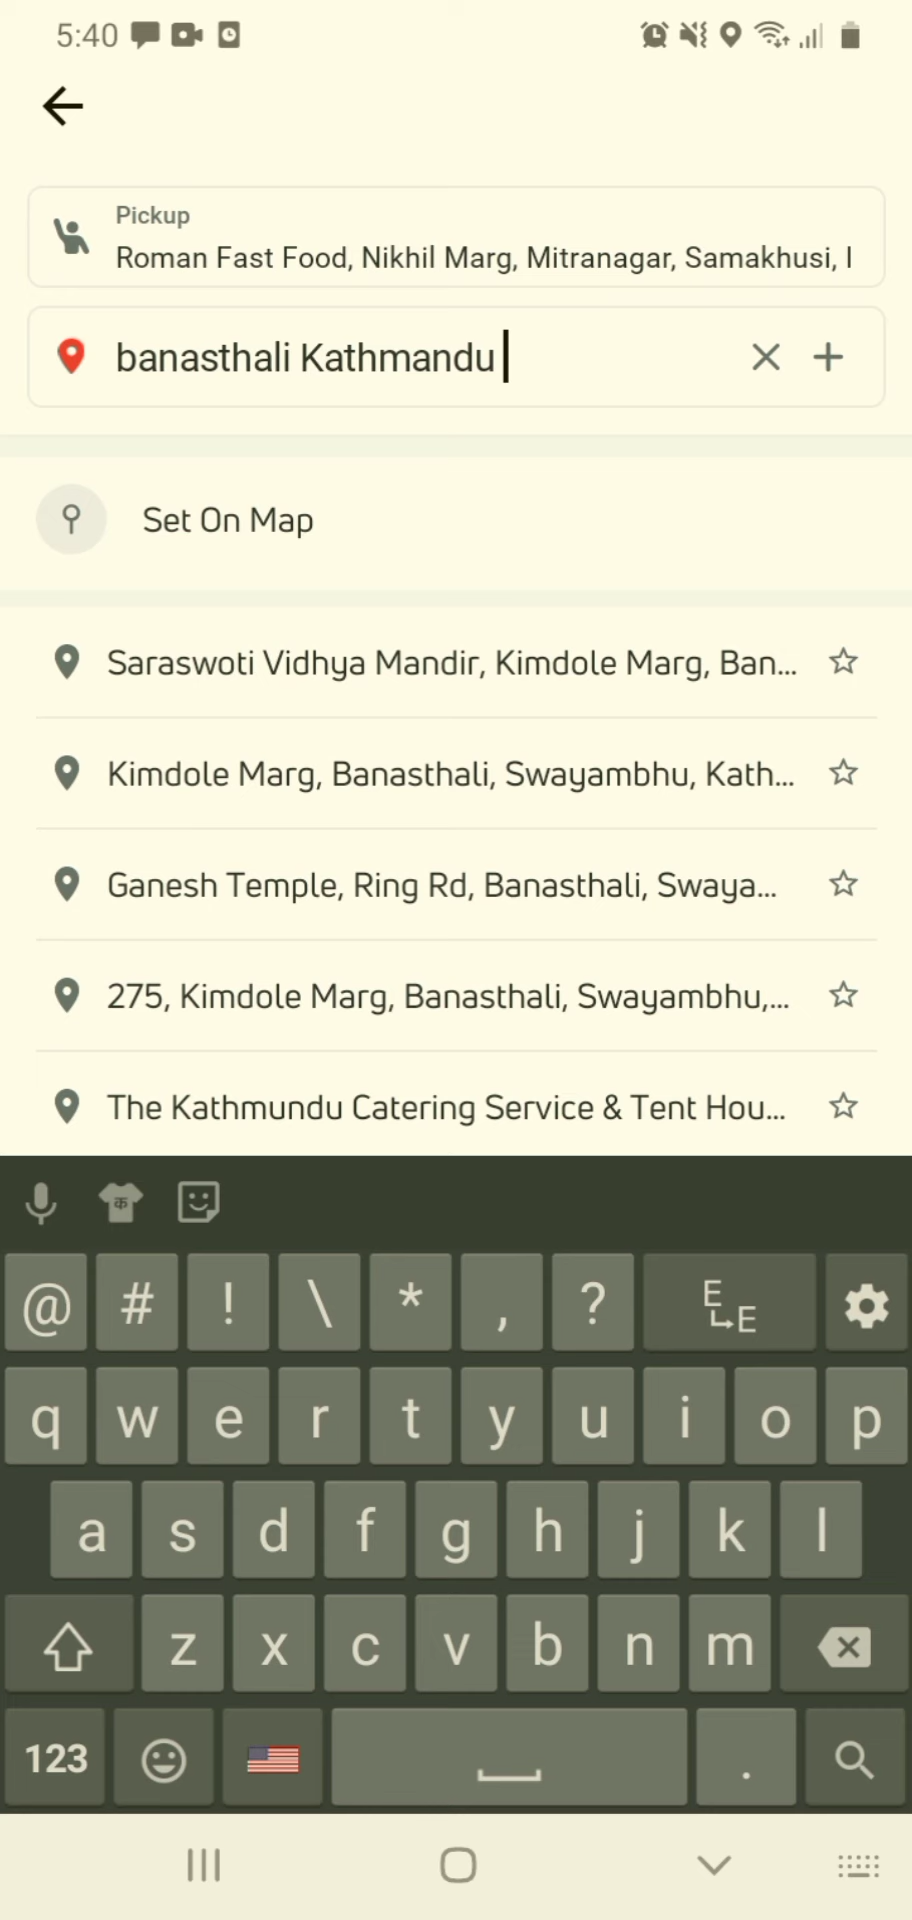 5:40
Pickup
Roman Fast Food, Nikhil Marg, Mitranagar, Samakhusi,
banasthali Kathmandu
Set On Map
Saraswoti Vidhya Mandir, Kimdole Marg, Ban...
Kimdole Marg, Banasthali, Swayambhu, Kath...
Ganesh Temple, Ring Rd, Banasthali, Swaya...
275, Kimdole Marg, Banasthali, Swayambhu,...
The Kathmundu Catering Service & Tent Hou...
क
@ # ! \ * , ? E E
q w e r t y u i o p
a s d f g h j k l
z x c v b n m
123 .